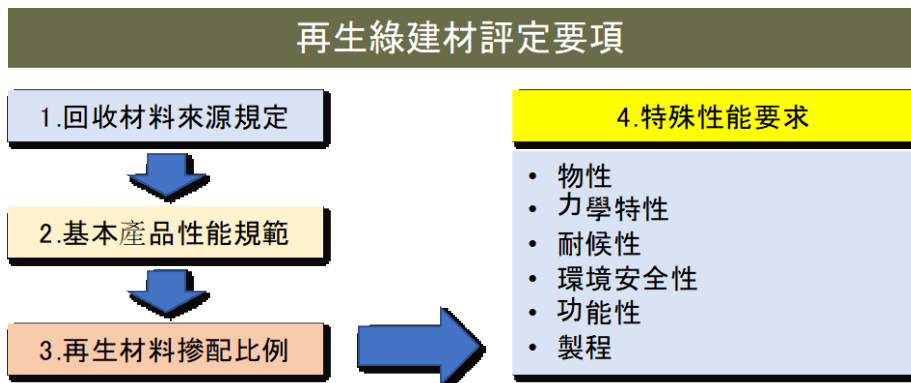 再生綠建材評定要項
1.回收材料來源規定
2.基本產品性能規範
3.再生材料摻配比例
4.特殊性能要求
• 物性
• 力學特性
• 耐候性
• 環境安全性
• 功能性
• 製程